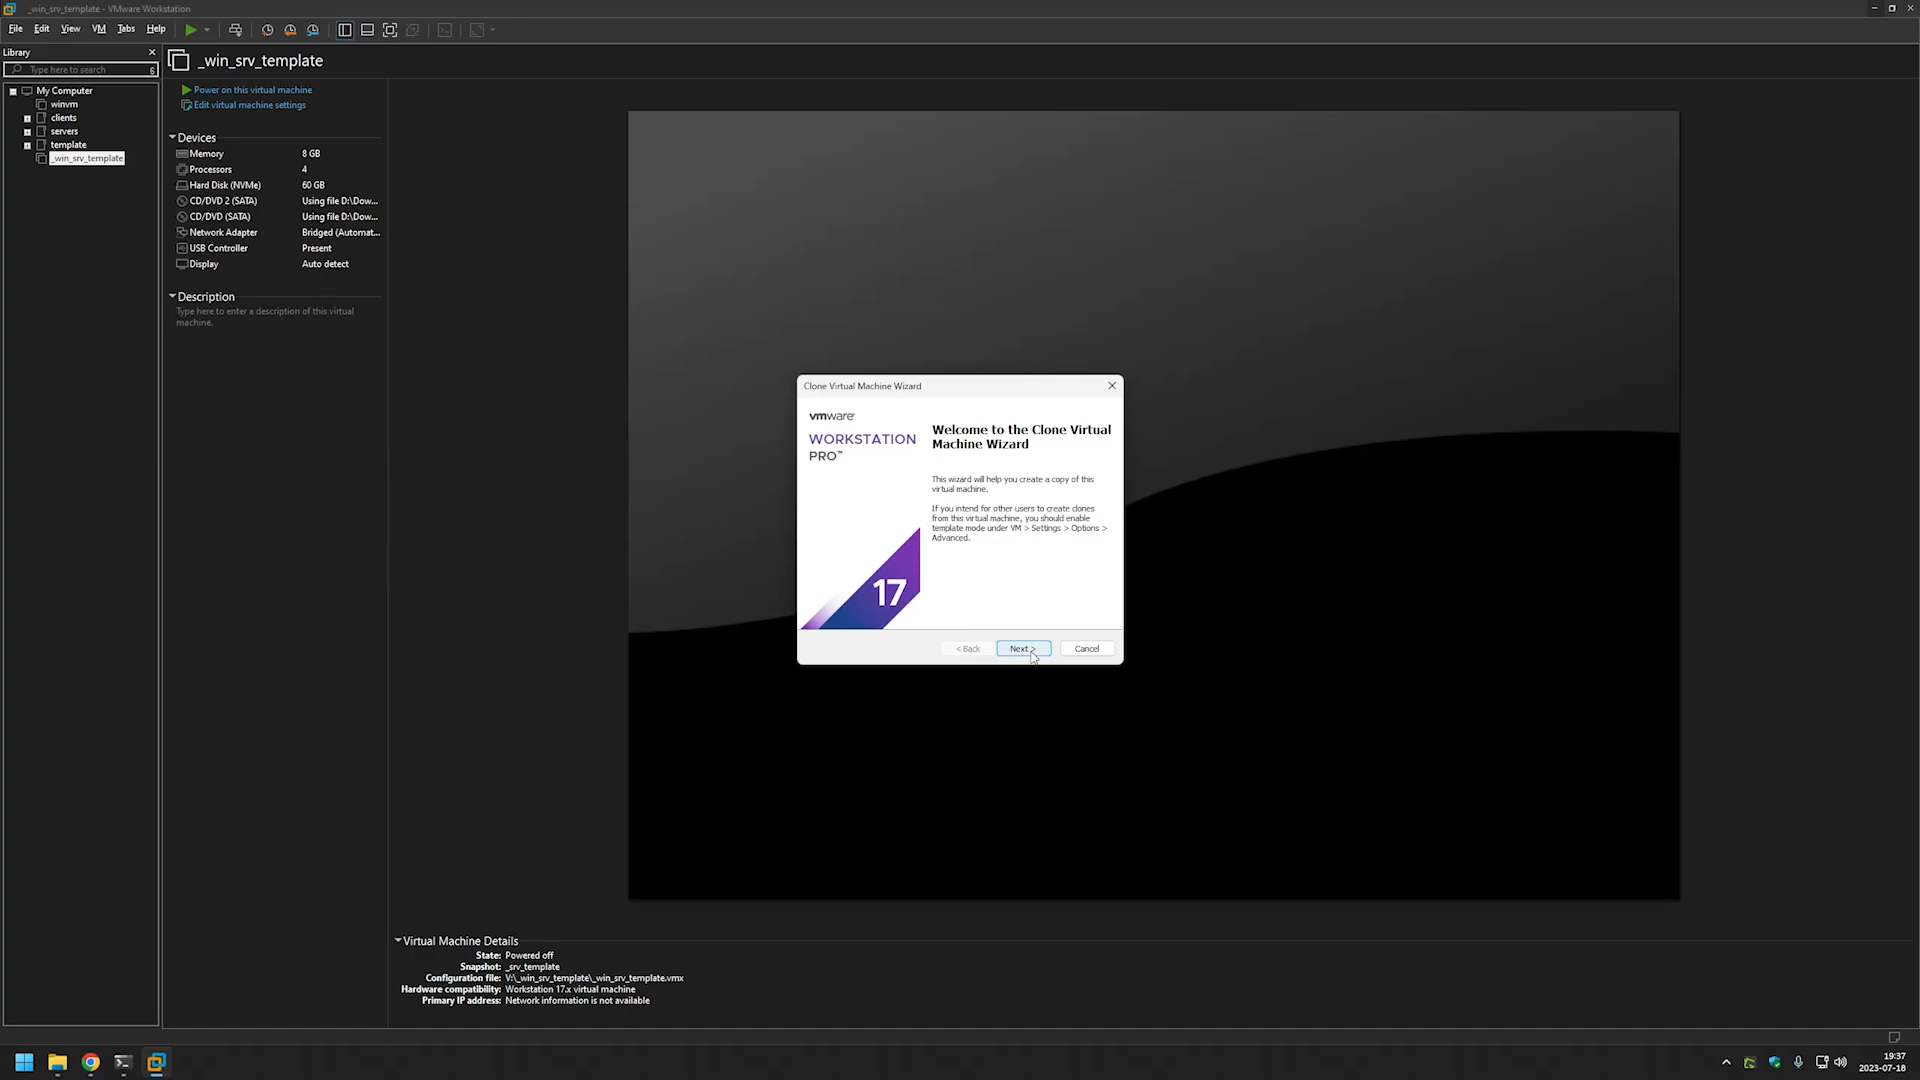 _win_srv_template - VMware Workstation
File Edit View VM Tabs Help
Library
Type here to search
My Computer
winvm
clients
servers
template
_win_srv_template
_win_srv_template
Power on this virtual machine
Edit virtual machine settings
Devices
Memory 8 GB
Processors 4
Hard Disk (NVMe) 60 GB
CD/DVD 2 (SATA) Using file D:\Dow...
CD/DVD (SATA) Using file D:\Dow...
Network Adapter Bridged (Automat...
USB Controller Present
Display Auto detect
Description
Type here to enter a description of this virtual
machine.
Clone Virtual Machine Wizard
vmware
WORKSTATION
PRO™
17
Welcome to the Clone Virtual
Machine Wizard
This wizard will help you create a copy of this
virtual machine.
If you intend for other users to create clones
from this virtual machine, you should enable
template mode under VM > Settings > Options >
Advanced.
< Back Next > Cancel
Virtual Machine Details
State: Powered off
Snapshot: _srv_template
Configuration file: V:\_win_srv_template\_win_srv_template.vmx
Hardware compatibility: Workstation 17.x virtual machine
Primary IP address: Network information is not available
19:37
2023-07-18